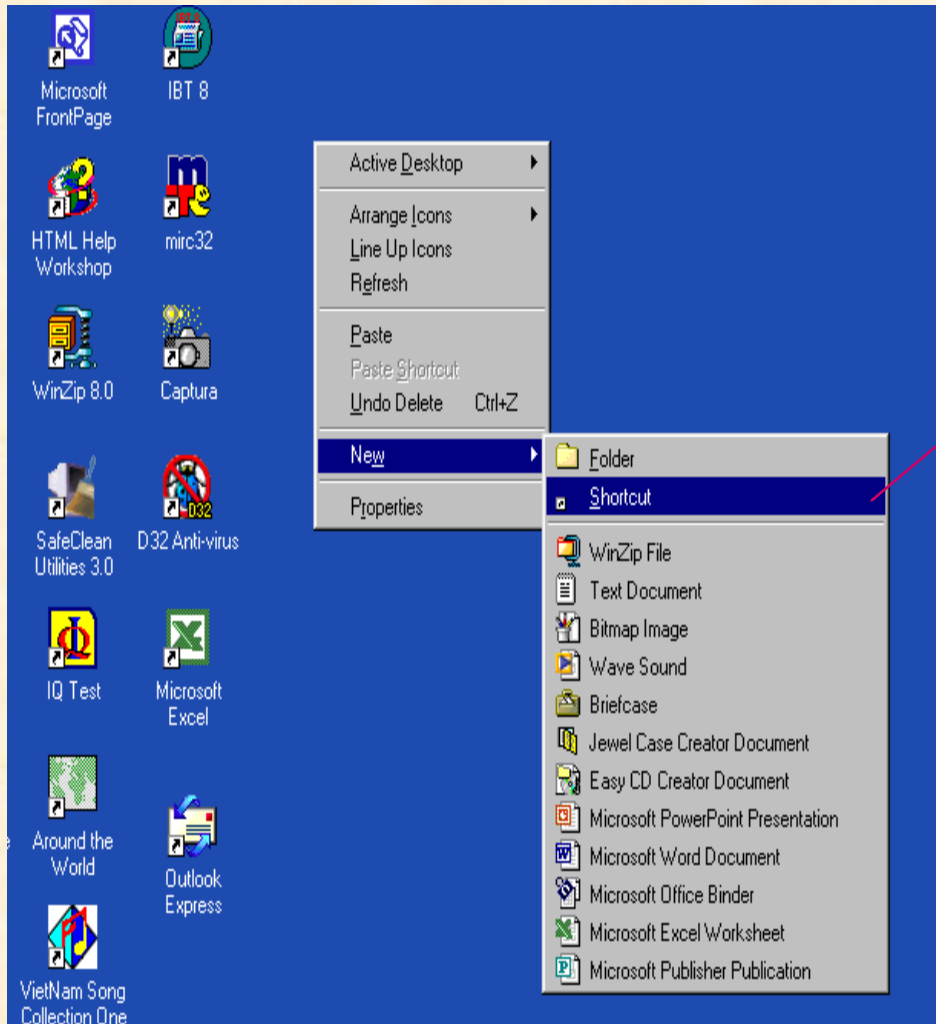 Microsoft
FrontPage
IBT 8
HTML Help
Workshop
mirc32
WinZip 8.0
Captura
SafeClean
Utilities 3.0
D32
D32 Anti-virus
IQ Test
Microsoft
Excel
Around the
World
Outlook
Express
VietNam Song
Collection One
Active Desktop
Arrange Icons
Line Up Icons
Refresh
Paste
Paste Shortcut
Undo Delete Ctrl+Z
New
Properties
Folder
Shortcut
WinZip File
Text Document
Bitmap Image
Wave Sound
Briefcase
Jewel Case Creator Document
Easy CD Creator Document
Microsoft PowerPoint Presentation
Microsoft Word Document
Microsoft Office Binder
Microsoft Excel Worksheet
Microsoft Publisher Publication